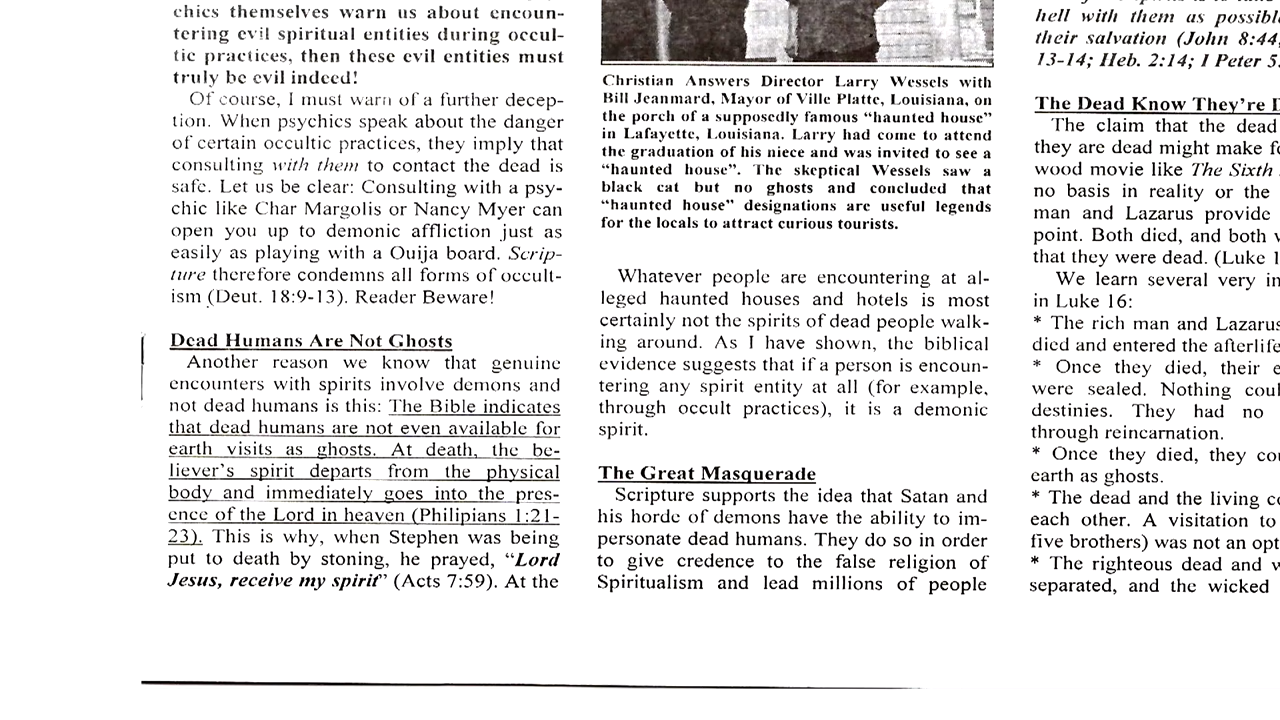 chics themselves warn us about encoun-
tering evil spiritual entities during occul-
tic practices, then these evil entities must
truly be evil indeed!
Of course, I must warn of a further decep-
tion. When psychics speak about the danger
of certain occultic practices, they imply that
consulting with them to contact the dead is
safe. Let us be clear: Consulting with a psy-
chic like Char Margolis or Nancy Myer can
open you up to demonic affliction just as
easily as playing with a Ouija board. Scrip-
ture therefore condemns all forms of occult-
ism (Deut. 18:9-13). Reader Beware!
Dead Humans Are Not Ghosts
Another reason we know that genuine
encounters with spirits involve demons and
not dead humans is this: The Bible indicates
that dead humans are not even available for
earth visits as ghosts. At death, the be-
liever's spirit departs from the physical
body and immediately goes into the pres-
ence of the Lord in heaven (Philipians 1:21-
23). This is why, when Stephen was being
put to death by stoning, he prayed, "Lord
Jesus, receive my spirit" (Acts 7:59). At the
Christian Answers Director Larry Wessels with
Bill Jeanmard, Mayor of Ville Platte, Louisiana, on
the porch of a supposedly famous "haunted house"
in Lafayette, Louisiana. Larry had come to attend
the graduation of his niece and was invited to see a
"haunted house". The skeptical Wessels saw a
black cat but no ghosts and concluded that
"haunted house" designations are useful legends
for the locals to attract curious tourists.
Whatever people are encountering at al-
leged haunted houses and hotels is most
certainly not the spirits of dead people walk-
ing around. As I have shown, the biblical
evidence suggests that if a person is encoun-
tering any spirit entity at all (for example,
through occult practices), it is a demonic
spirit.
The Great Masquerade
Scripture supports the idea that Satan and
his horde of demons have the ability to im-
personate dead humans. They do so in order
to give credence to the false religion of
Spiritualism and lead millions of people
hell with them as possibl
their salvation (John 8:44,
13-14; Heb. 2:14; I Peter 5:
The Dead Know They're D
The claim that the dead
they are dead might make fo
wood movie like The Sixth
no basis in reality or the
man and Lazarus provide
point. Both died, and both w
that they were dead. (Luke 1
We learn several very in
in Luke 16:
* The rich man and Lazarus
died and entered the afterlife
* Once they died, their e
were sealed. Nothing coul
destinies. They had no
through reincarnation.
* Once they died, they cou
earth as ghosts.
* The dead and the living co
each other. A visitation to
five brothers) was not an opt
* The righteous dead and w
separated, and the wicked